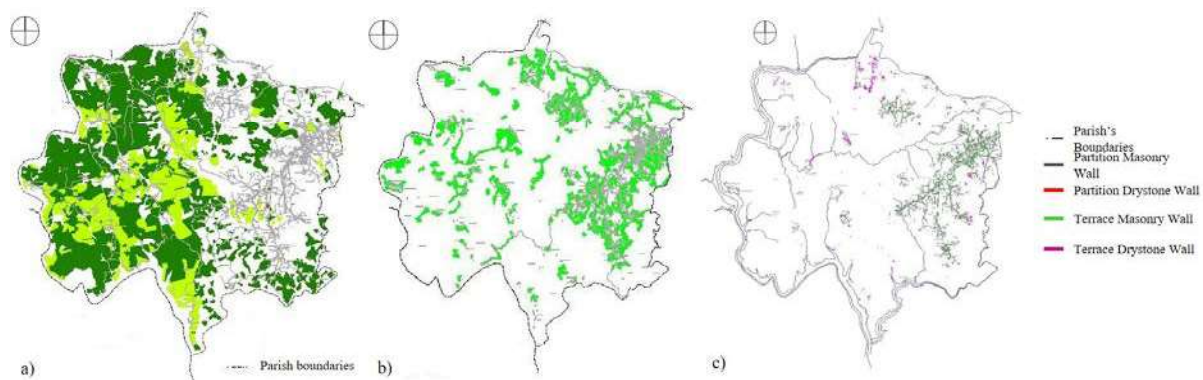 a)
Parish boundaries
b)
c)
Parish's
Boundaries
Partition Masonry
Wall
Partition Drystone Wall
Terrace Masonry Wall
Terrace Drystone Wall